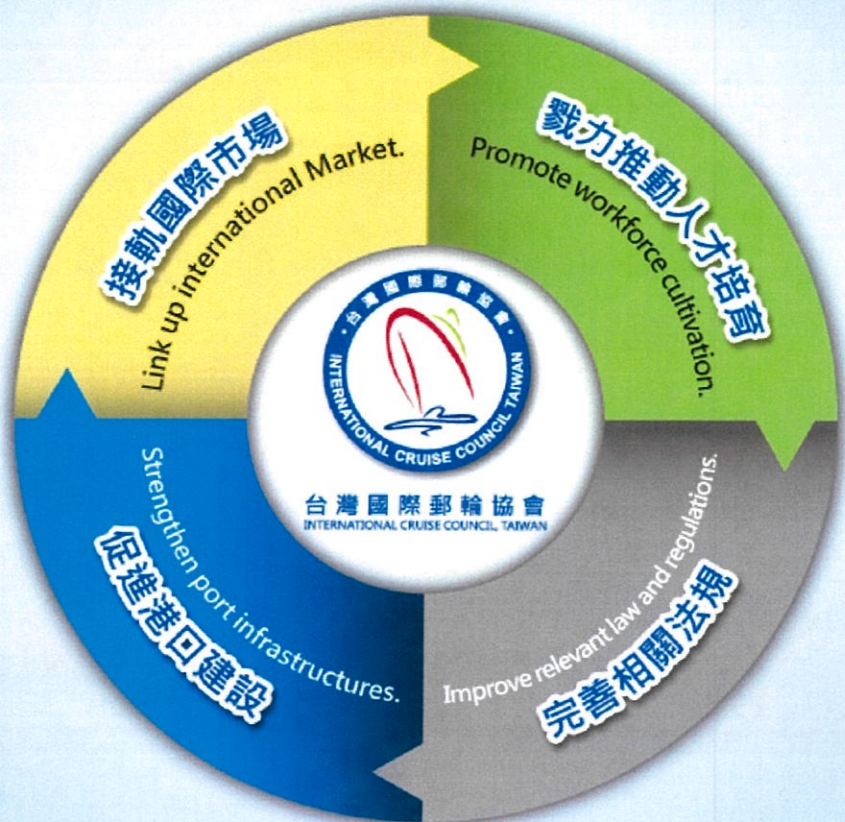 接軌國際市場
Link up international Market.
戮力推動人才培育
Promote workforce cultivation.
完善相關法規
Improve relevant law and regulations.
促進港口建設
Strengthen port infrastructures.
·台灣國際郵輪協會·
INTERNATIONAL CRUISE COUNCIL TAIWAN
台灣國際郵輪協會
INTERNATIONAL CRUISE COUNCIL, TAIWAN